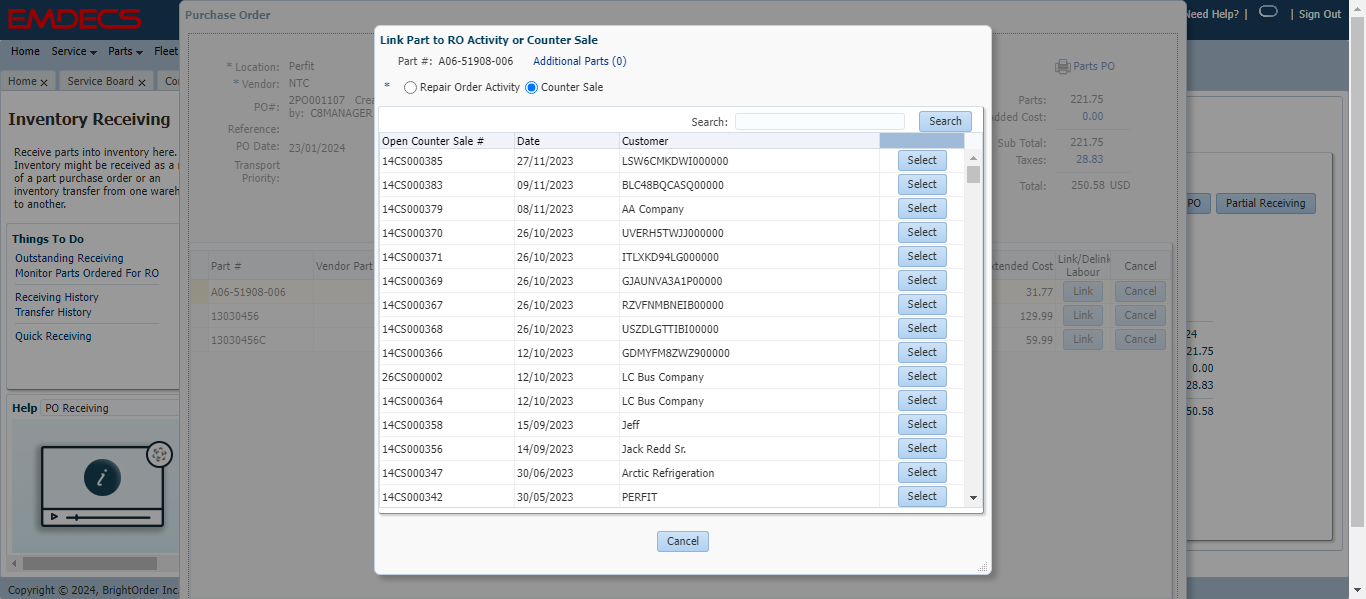 EMDECS
Need Help? | | Sign Out
Home Service Parts Fleet
Home x Service Board x
Inventory Receiving
Receive parts into inventory here.
Inventory might be received as a
of a part purchase order or an
inventory transfer from one
to another.
Things To Do
Outstanding Receiving
Monitor Parts Ordered For RO
Receiving History
Transfer History
Quick Receiving
Help PO Receiving
Copyright © 2024, BrightOrder Inc.
Purchase Order
* Location: Perfit
* Vendor: NTC
PO#: 2PO001107
by: C8MANAGER
Reference:
PO Date: 23/01/2024
Transport
Priority:
Parts PO
Parts: 221.75
Cost: 0.00
Sub Total: 221.75
Taxes: 28.83
Total: 250.58 USD
Part # Vendor Part
Cost Link/Delink Labour Cancel
A06-51908-006 31.77 Link Cancel
13030456 129.99 Link Cancel
13030456C 59.99 Link Cancel
Link Part to RO Activity or Counter Sale
Part #: A06-51908-006 Additional Parts (0)
* Repair Order Activity Counter Sale
Search: Search
Open Counter Sale # Date Customer
14CS000385 27/11/2023 LSW6CMKDWI000000 Select
14CS000383 09/11/2023 BLC48BQCASQ00000 Select
14CS000379 08/11/2023 AA Company Select
14CS000370 26/10/2023 UVERH5TWJJ000000 Select
14CS000371 26/10/2023 ITLXKD94LG000000 Select
14CS000369 26/10/2023 GJAUNVA3A1P00000 Select
14CS000367 26/10/2023 RZVFNMBNEIB00000 Select
14CS000368 26/10/2023 USZDLGTTIBI00000 Select
14CS000366 12/10/2023 GDMYFM8ZWZ900000 Select
26CS000002 12/10/2023 LC Bus Company Select
14CS000364 12/10/2023 LC Bus Company Select
14CS000358 15/09/2023 Jeff Select
14CS000356 14/09/2023 Jack Redd Sr. Select
14CS000347 30/06/2023 Arctic Refrigeration Select
14CS000342 30/05/2023 PERFIT Select
Cancel
PO Partial Receiving
24
21.75
0.00
28.83
50.58